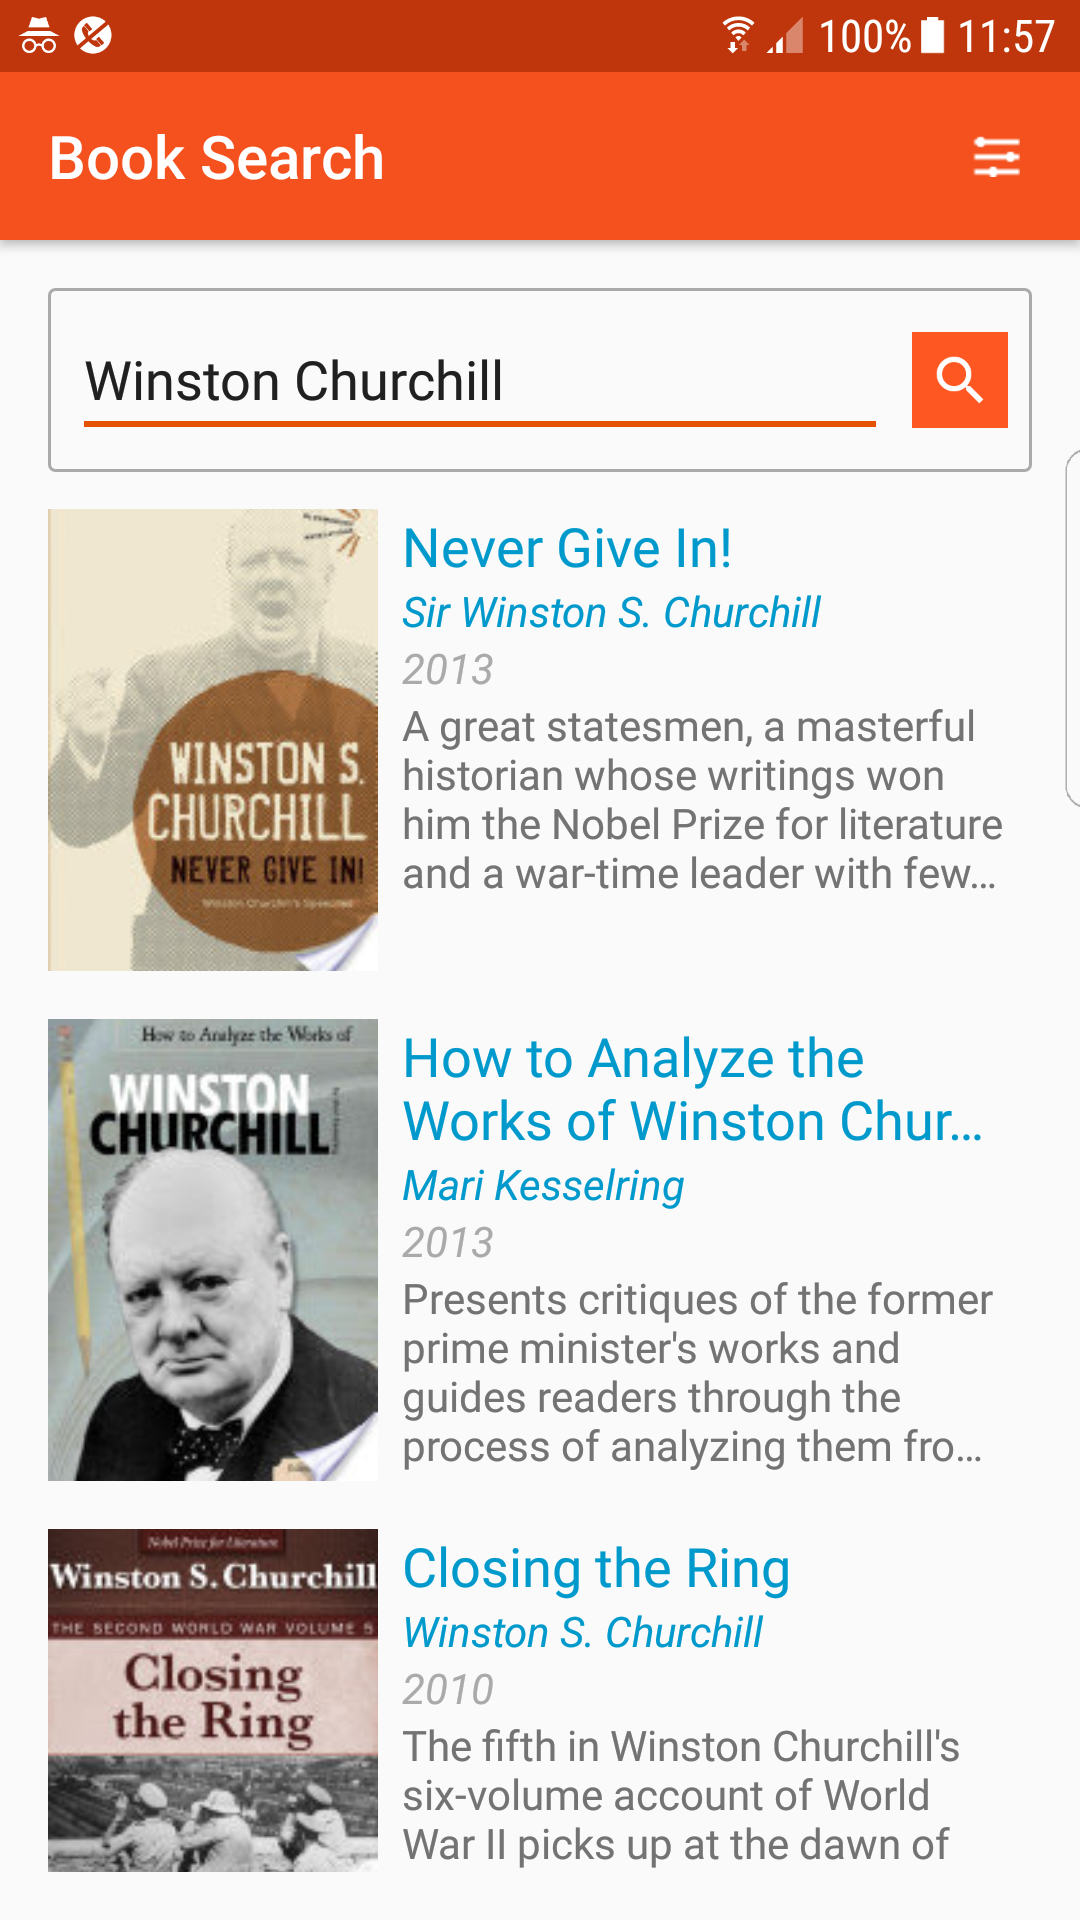 100% 11:57
Book Search
Winston Churchill
WINSTON S.
CHURCHILL
NEVER GIVE IN!
Winston Churchill's Speeches
Never Give In!
Sir Winston S. Churchill
2013
A great statesmen, a masterful
historian whose writings won
him the Nobel Prize for literature
and a war-time leader with few...
How to Analyze the Works of
WINSTON
CHURCHILL
How to Analyze the
Works of Winston Chur...
Mari Kesselring
2013
Presents critiques of the former
prime minister's works and
guides readers through the
process of analyzing them fro...
Nobel Prize for Literature
Winston S. Churchill
THE SECOND WORLD WAR VOLUME 5
Closing
the Ring
Closing the Ring
Winston S. Churchill
2010
The fifth in Winston Churchill's
six-volume account of World
War II picks up at the dawn of